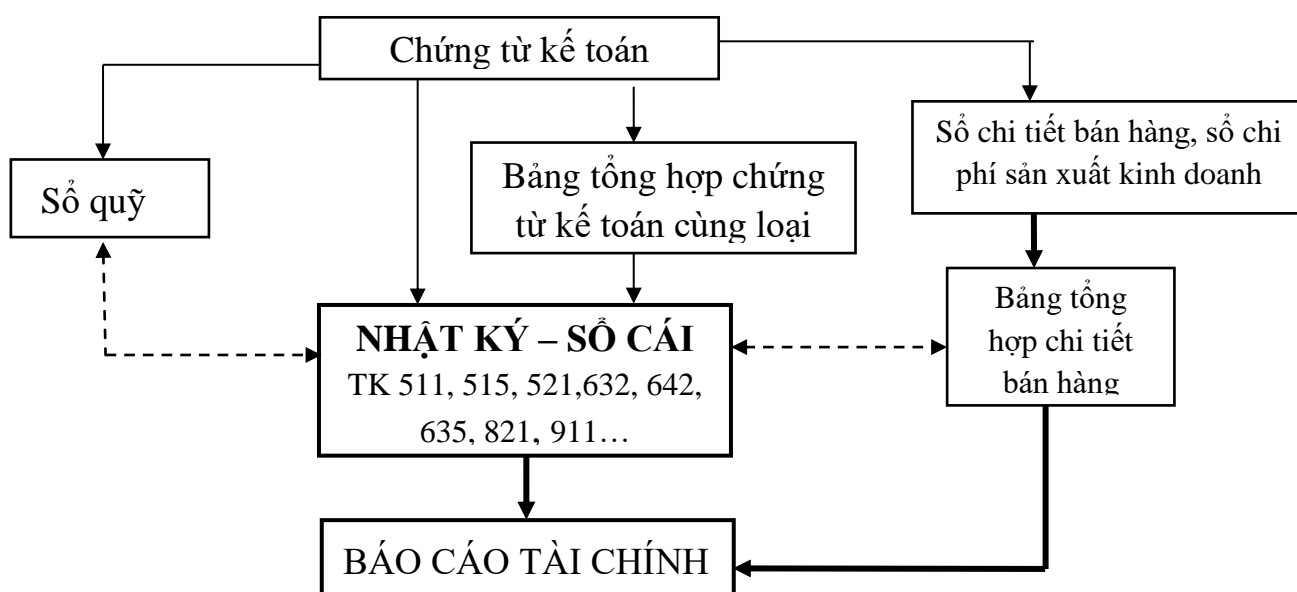 Chứng từ kế toán
Sổ quỹ
Bảng tổng hợp chứng
từ kế toán cùng loại
Sổ chi tiết bán hàng, sổ chi
phí sản xuất kinh doanh
NHẬT KÝ – SỔ CÁI
TK 511, 515, 521,632, 642,
635, 821, 911…
Bảng tổng
hợp chi tiết
bán hàng
BÁO CÁO TÀI CHÍNH